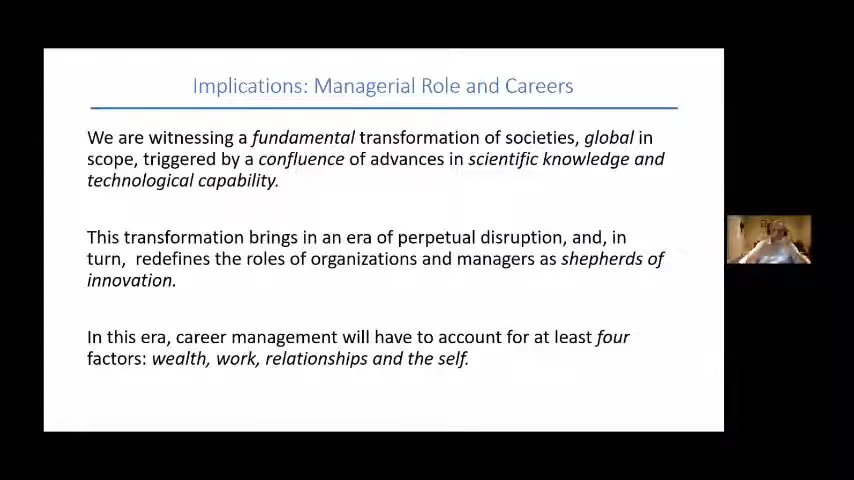 Implications: Managerial Role and Careers
We are witnessing a fundamental transformation of societies, global in
scope, triggered by a confluence of advances in scientific knowledge and
technological capability.
This transformation brings in an era of perpetual disruption, and, in
turn, redefines the roles of organizations and managers as shepherds of
innovation.
In this era, career management will have to account for at least four
factors: wealth, work, relationships and the self.